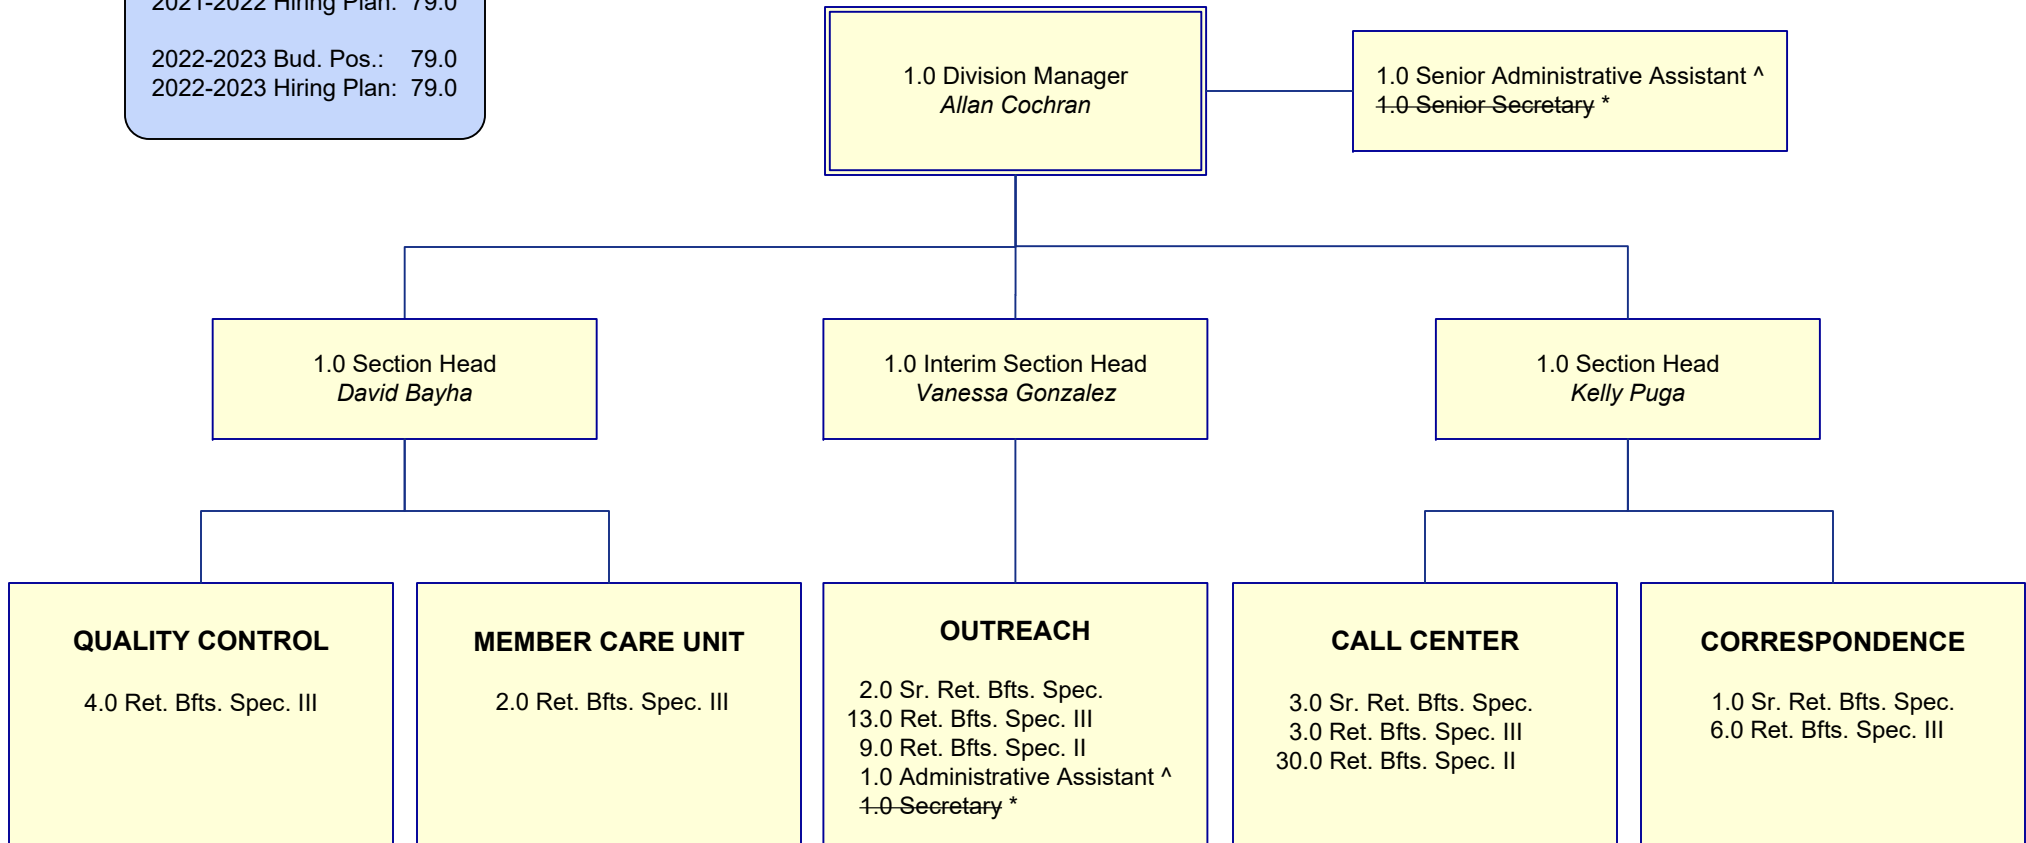 2021-2022 Hiring Plan: 79.0
2022-2023 Bud. Pos.: 79.0
2022-2023 Hiring Plan: 79.0
1.0 Division Manager
Allan Cochran
1.0 Senior Administrative Assistant ^
1.0 Senior Secretary *
1.0 Section Head
David Bayha
1.0 Interim Section Head
Vanessa Gonzalez
1.0 Section Head
Kelly Puga
QUALITY CONTROL
4.0 Ret. Bfts. Spec. III
MEMBER CARE UNIT
2.0 Ret. Bfts. Spec. III
OUTREACH
2.0 Sr. Ret. Bfts. Spec.
13.0 Ret. Bfts. Spec. III
9.0 Ret. Bfts. Spec. II
1.0 Administrative Assistant ^
1.0 Secretary *
CALL CENTER
3.0 Sr. Ret. Bfts. Spec.
3.0 Ret. Bfts. Spec. III
30.0 Ret. Bfts. Spec. II
CORRESPONDENCE
1.0 Sr. Ret. Bfts. Spec.
6.0 Ret. Bfts. Spec. III